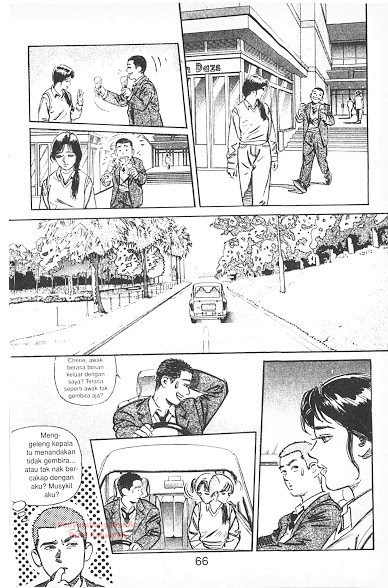 Dazs
Cherie, awak
berasa bosan
keluar dengan
saya? Terasa
seperti awak tak
gembira aja?
Meng-
geleng kepala
tu menandakan
tidak gembira...
atau tak nak ber-
cakap dengan
aku? Musykil
aku?
66